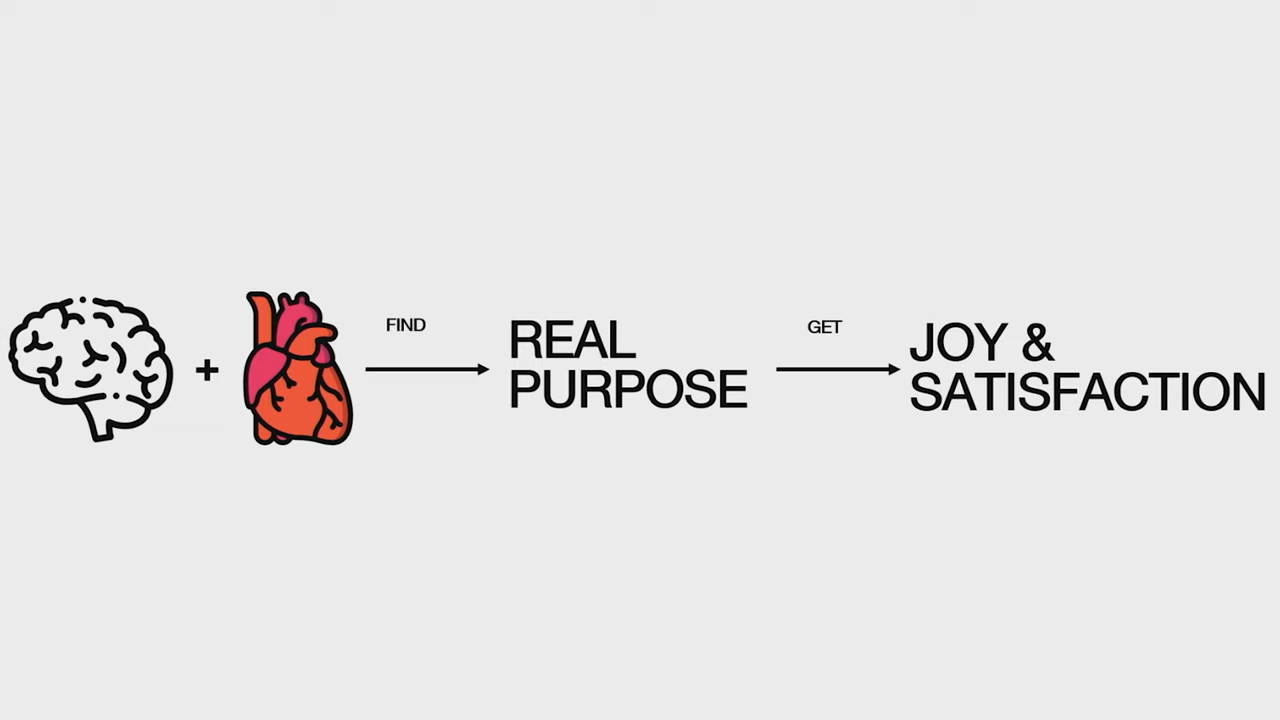 +
FIND
REAL
PURPOSE
GET
JOY &
SATISFACTION